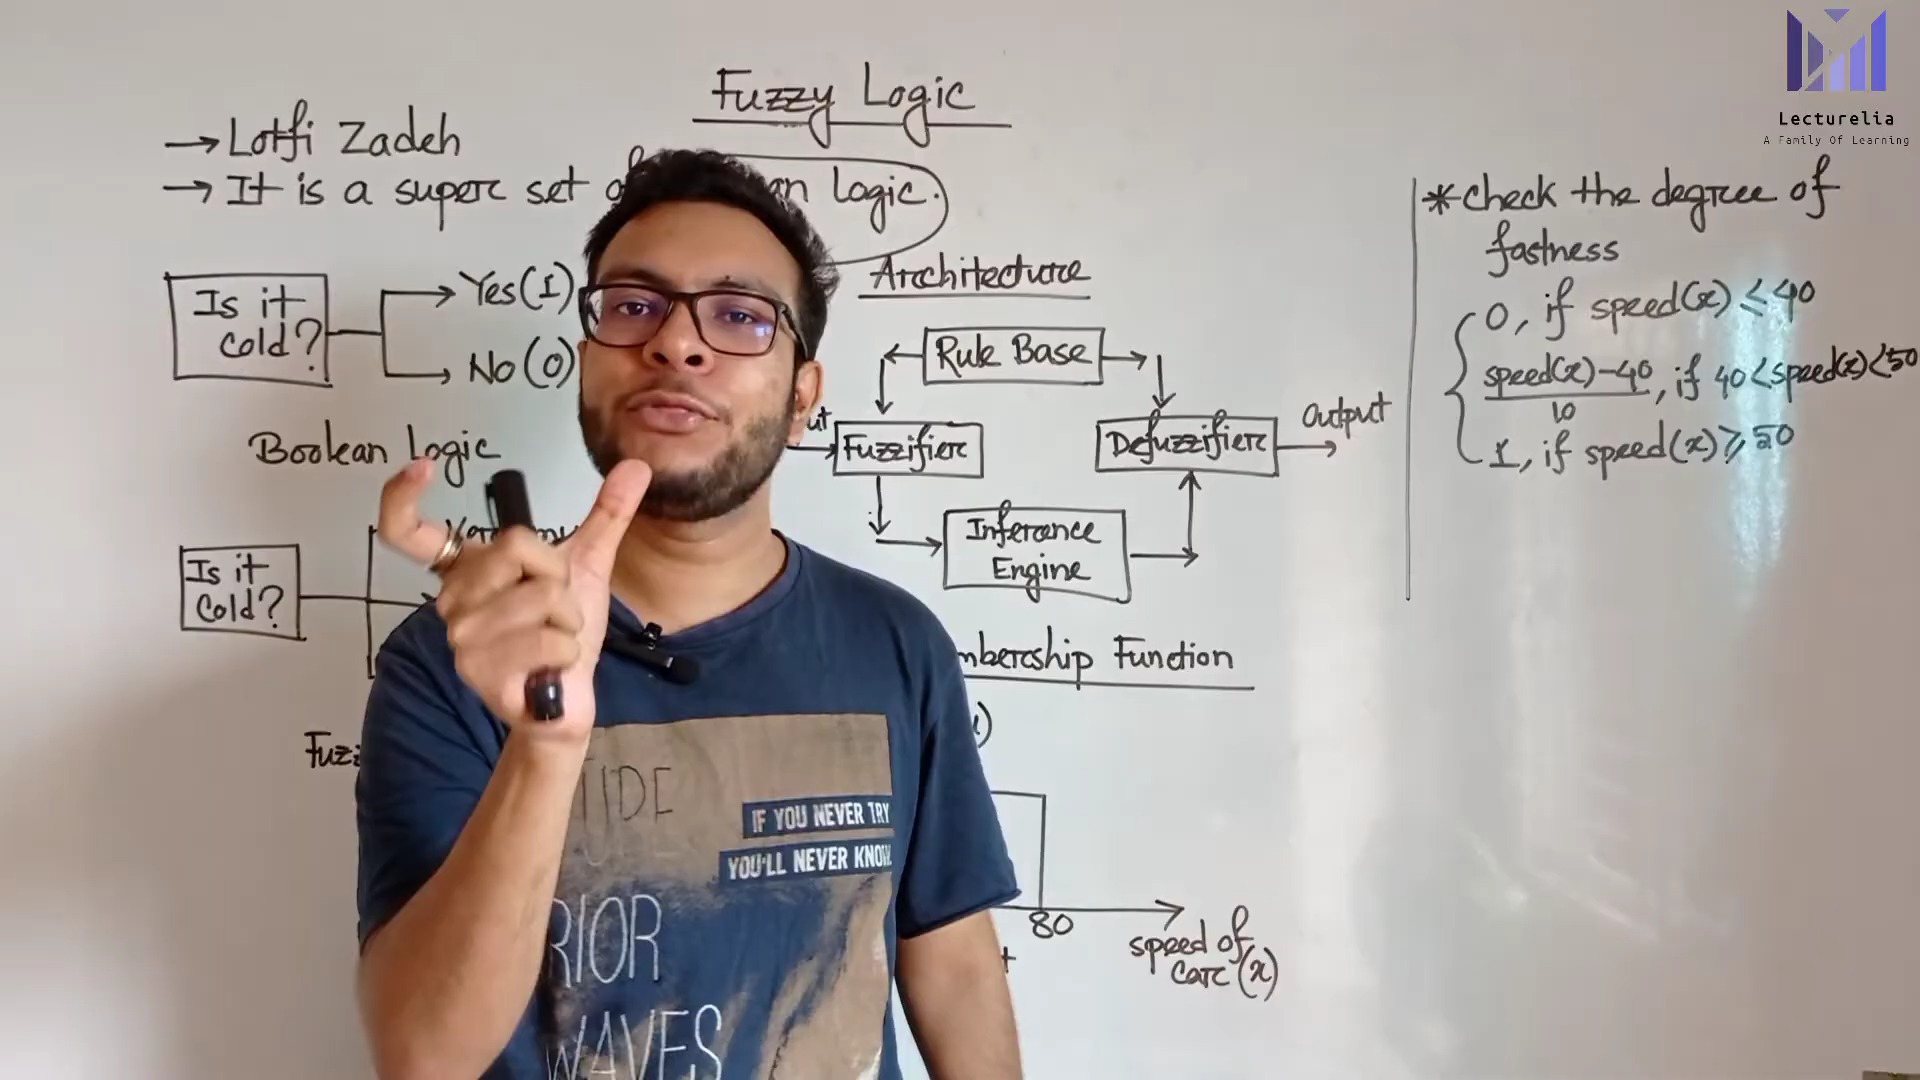 Fuzzy Logic
→ Lotfi Zadeh
→ It is a super set logic.
Is it
cold?
Yes (1)
No (0)
Boolean Logic
Is it
Cold?
Architecture
Rule Base
Fuzzifier
Defuzzifier
output
Inference
Engine
Function
80
speed of
car (x)
* check the degree of
fastness
0, if speed(x) ≤ 40
speed(x) - 40, if 40 < speed(x) < 50
10
1, if speed(x) ≥ 50
IF YOU NEVER TRY
YOU'LL NEVER KNOW
WAVES
Lecturelia
A Family Of Learning